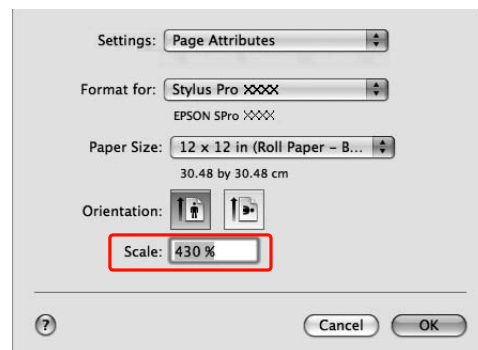 Settings: Page Attributes
Format for: Stylus Pro XXXX
EPSON SPro XXXX
Paper Size: 12 x 12 in (Roll Paper – B...
30.48 by 30.48 cm
Orientation:
Scale: 430 %
? Cancel OK